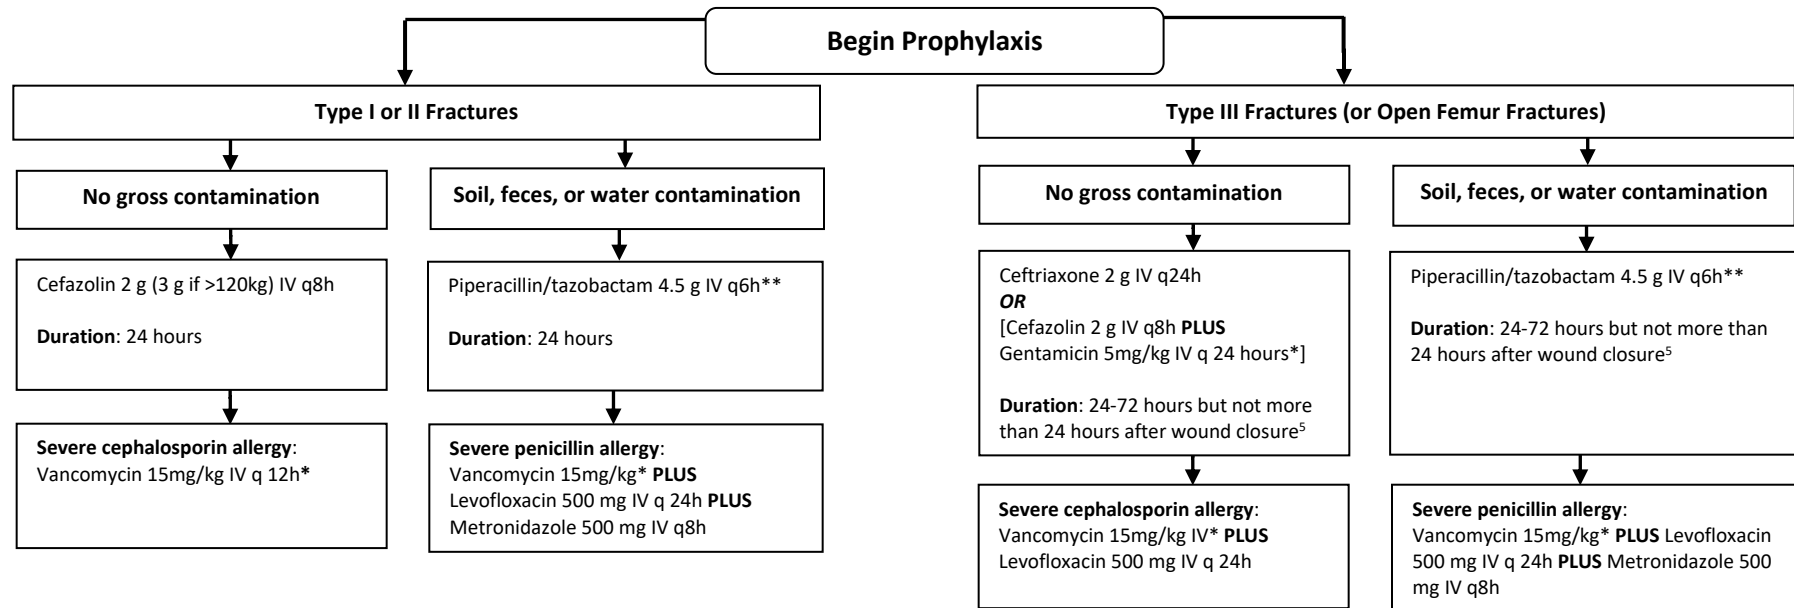 Begin Prophylaxis
Type I or II Fractures
No gross contamination
Cefazolin 2 g (3 g if >120kg) IV q8h
Duration: 24 hours
Severe cephalosporin allergy:
Vancomycin 15mg/kg IV q 12h*
Soil, feces, or water contamination
Piperacillin/tazobactam 4.5 g IV q6h**
Duration: 24 hours
Severe penicillin allergy:
Vancomycin 15mg/kg* PLUS
Levofloxacin 500 mg IV q 24h PLUS
Metronidazole 500 mg IV q8h
Type III Fractures (or Open Femur Fractures)
No gross contamination
Ceftriaxone 2 g IV q24h
OR
[Cefazolin 2 g IV q8h PLUS
Gentamicin 5mg/kg IV q 24 hours*]
Duration: 24-72 hours but not more
than 24 hours after wound closure⁵
Severe cephalosporin allergy:
Vancomycin 15mg/kg IV* PLUS
Levofloxacin 500 mg IV q 24h
Soil, feces, or water contamination
Piperacillin/tazobactam 4.5 g IV q6h**
Duration: 24-72 hours but not more than
24 hours after wound closure⁵
Severe penicillin allergy:
Vancomycin 15mg/kg* PLUS Levofloxacin
500 mg IV q 24h PLUS Metronidazole 500
mg IV q8h